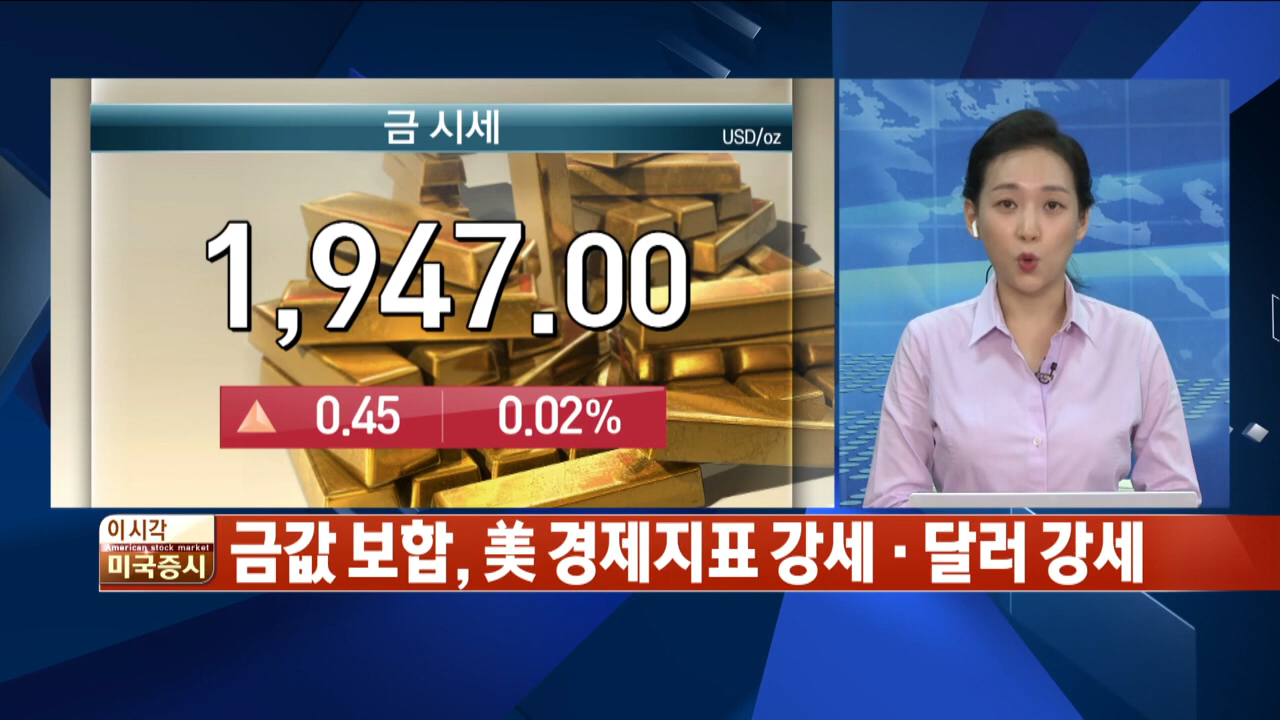 금 시세
USD/oz
1,947.00
▲ 0.45 0.02%
이시각
American stock market
미국증시
금값 보합, 美 경제지표 강세·달러 강세